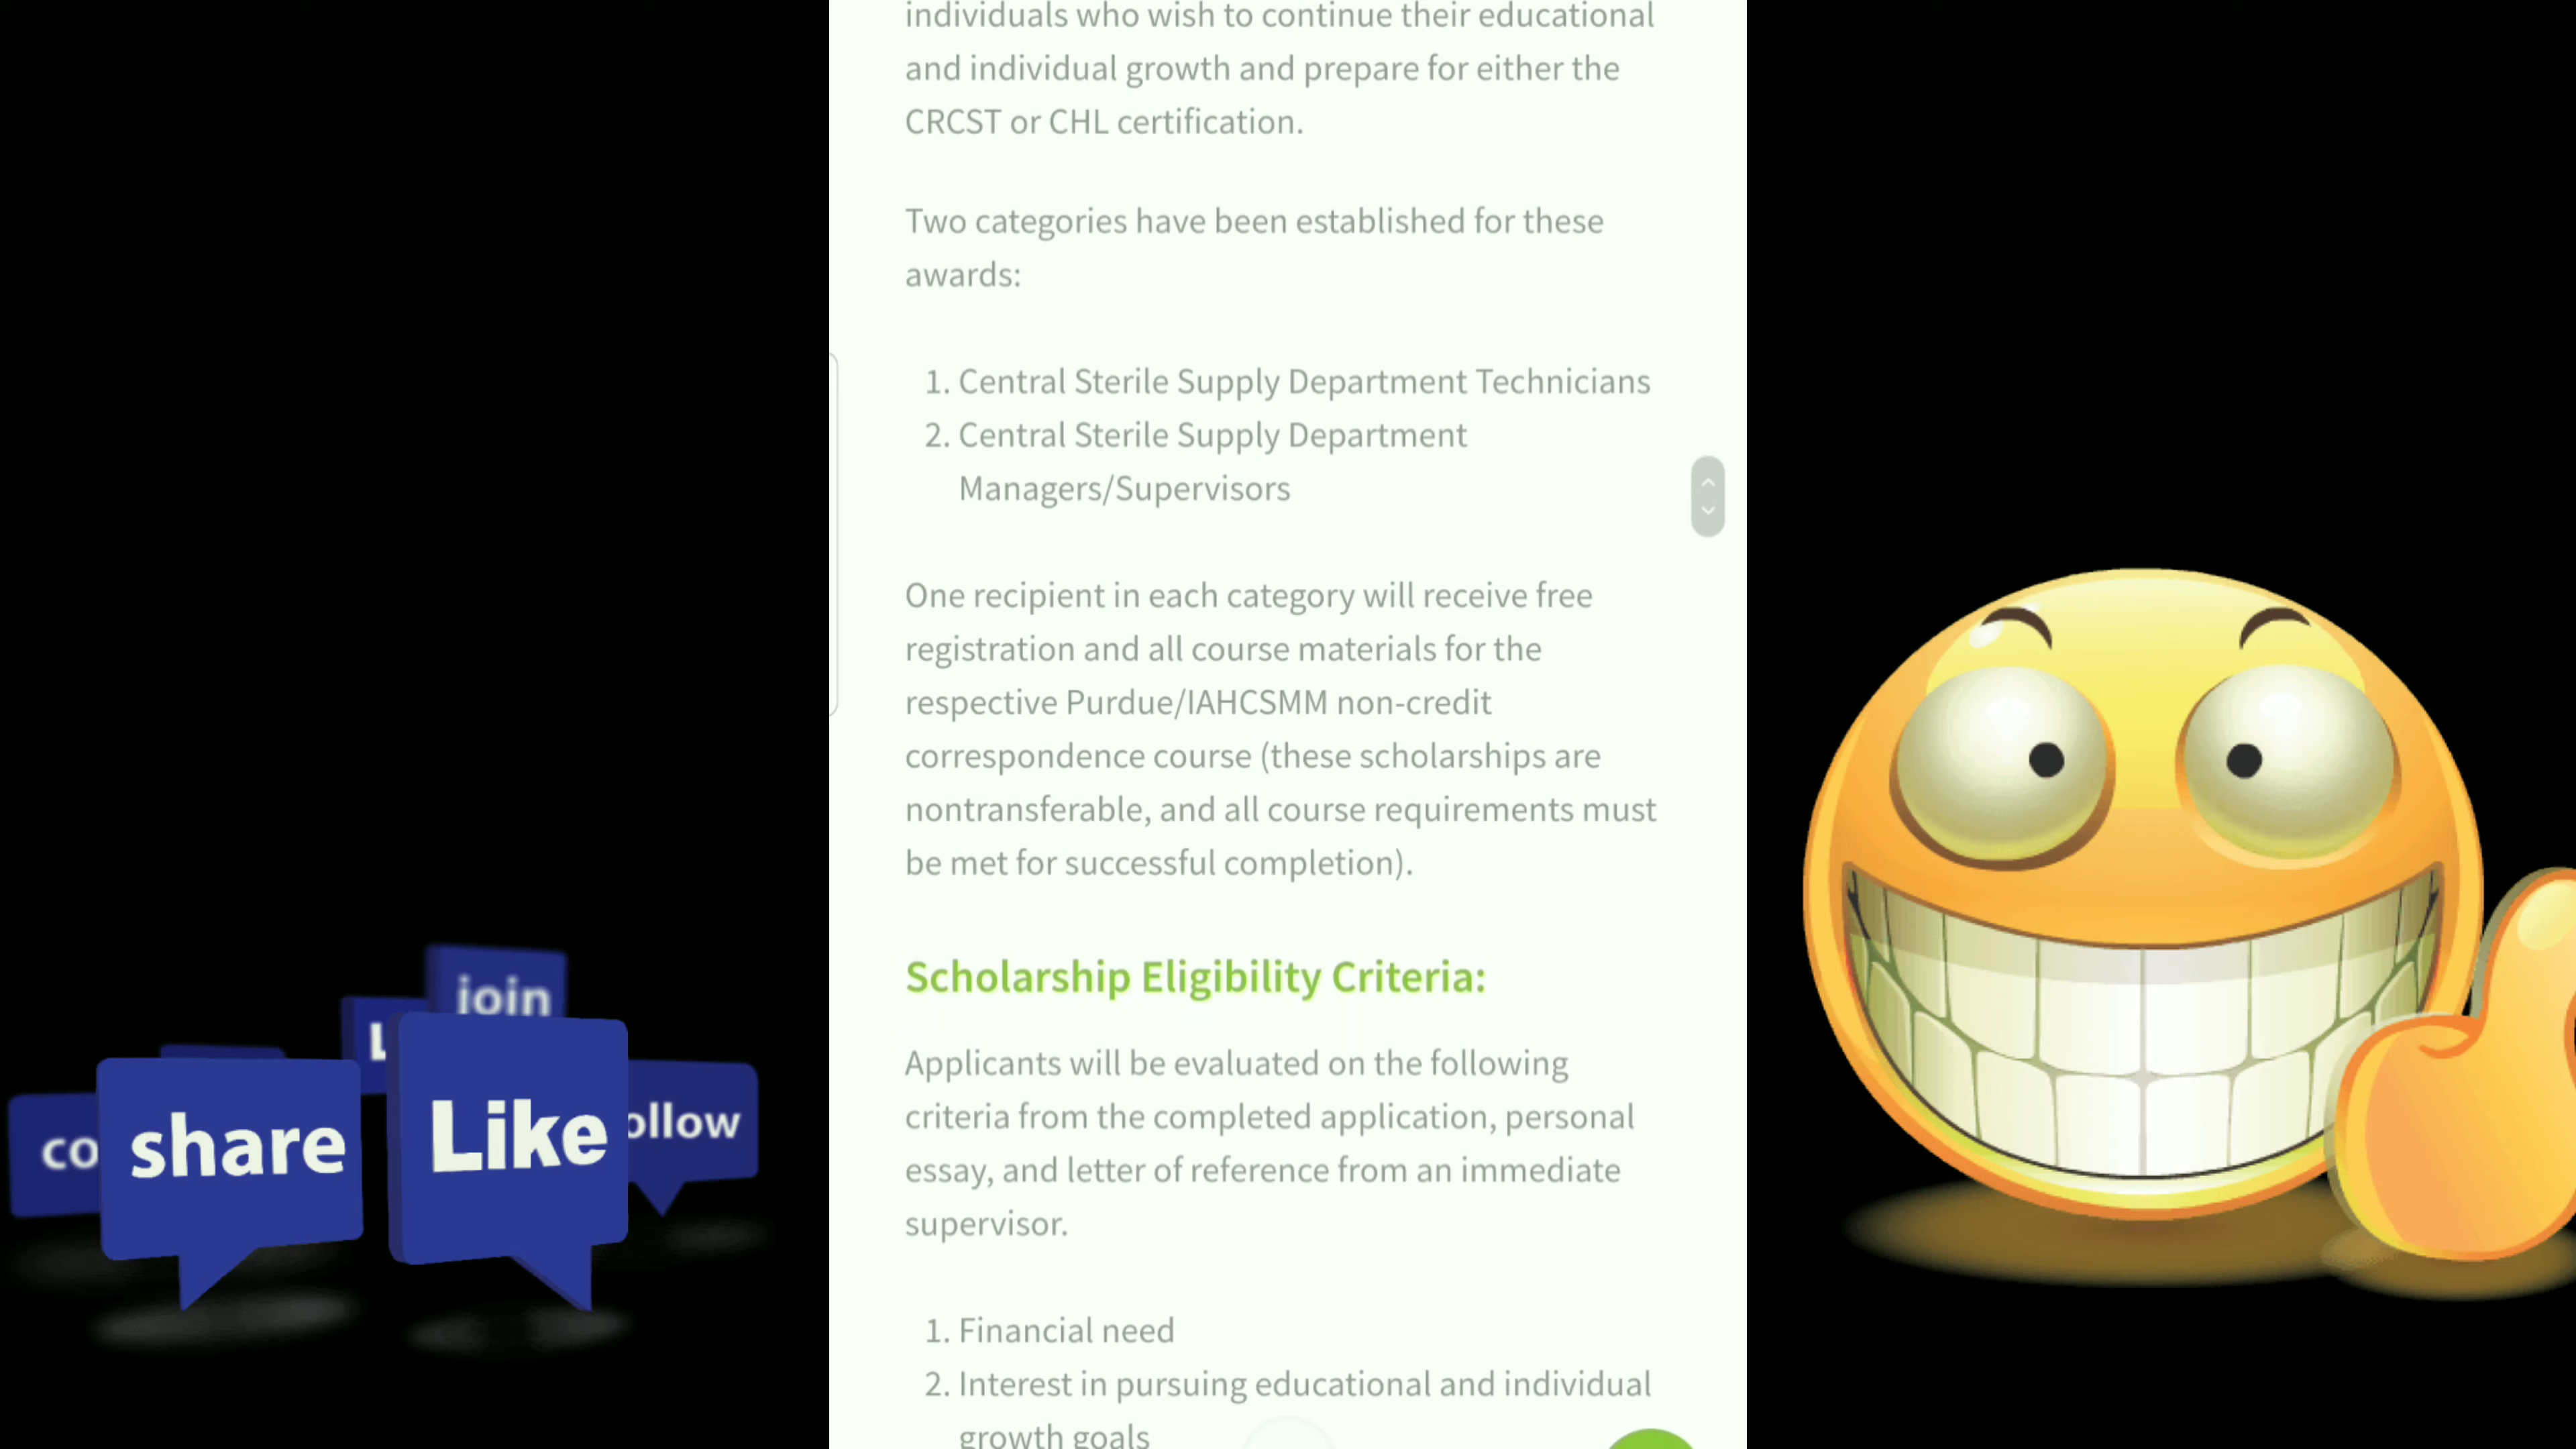 individuals who wish to continue their educational
and individual growth and prepare for either the
CRCST or CHL certification.
Two categories have been established for these
awards:
1. Central Sterile Supply Department Technicians
2. Central Sterile Supply Department
Managers/Supervisors
One recipient in each category will receive free
registration and all course materials for the
respective Purdue/IAHCSMM non-credit
correspondence course (these scholarships are
nontransferable, and all course requirements must
be met for successful completion).
Scholarship Eligibility Criteria:
Applicants will be evaluated on the following
criteria from the completed application, personal
essay, and letter of reference from an immediate
supervisor.
1. Financial need
2. Interest in pursuing educational and individual
growth goals
join
L
co
share
Like
ollow